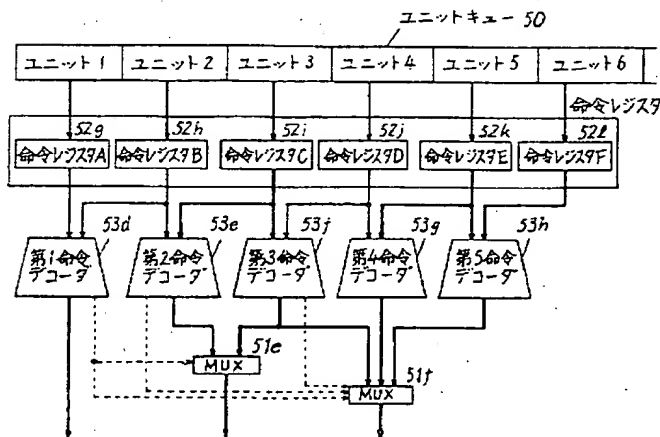 ユニットキュー 50
ユニット1 ユニット2 ユニット3 ユニット4 ユニット5 ユニット6
命令レジスタ
52g 52h 52i 52j 52k 52l
命令レジスタA 命令レジスタB 命令レジスタC 命令レジスタD 命令レジスタE 命令レジスタF
53d 53e 53f 53g 53h
第1命令デコーダ
第2命令デコーダ
第3命令デコーダ
第4命令デコーダ
第5命令デコーダ
51e
MUX
51f
MUX